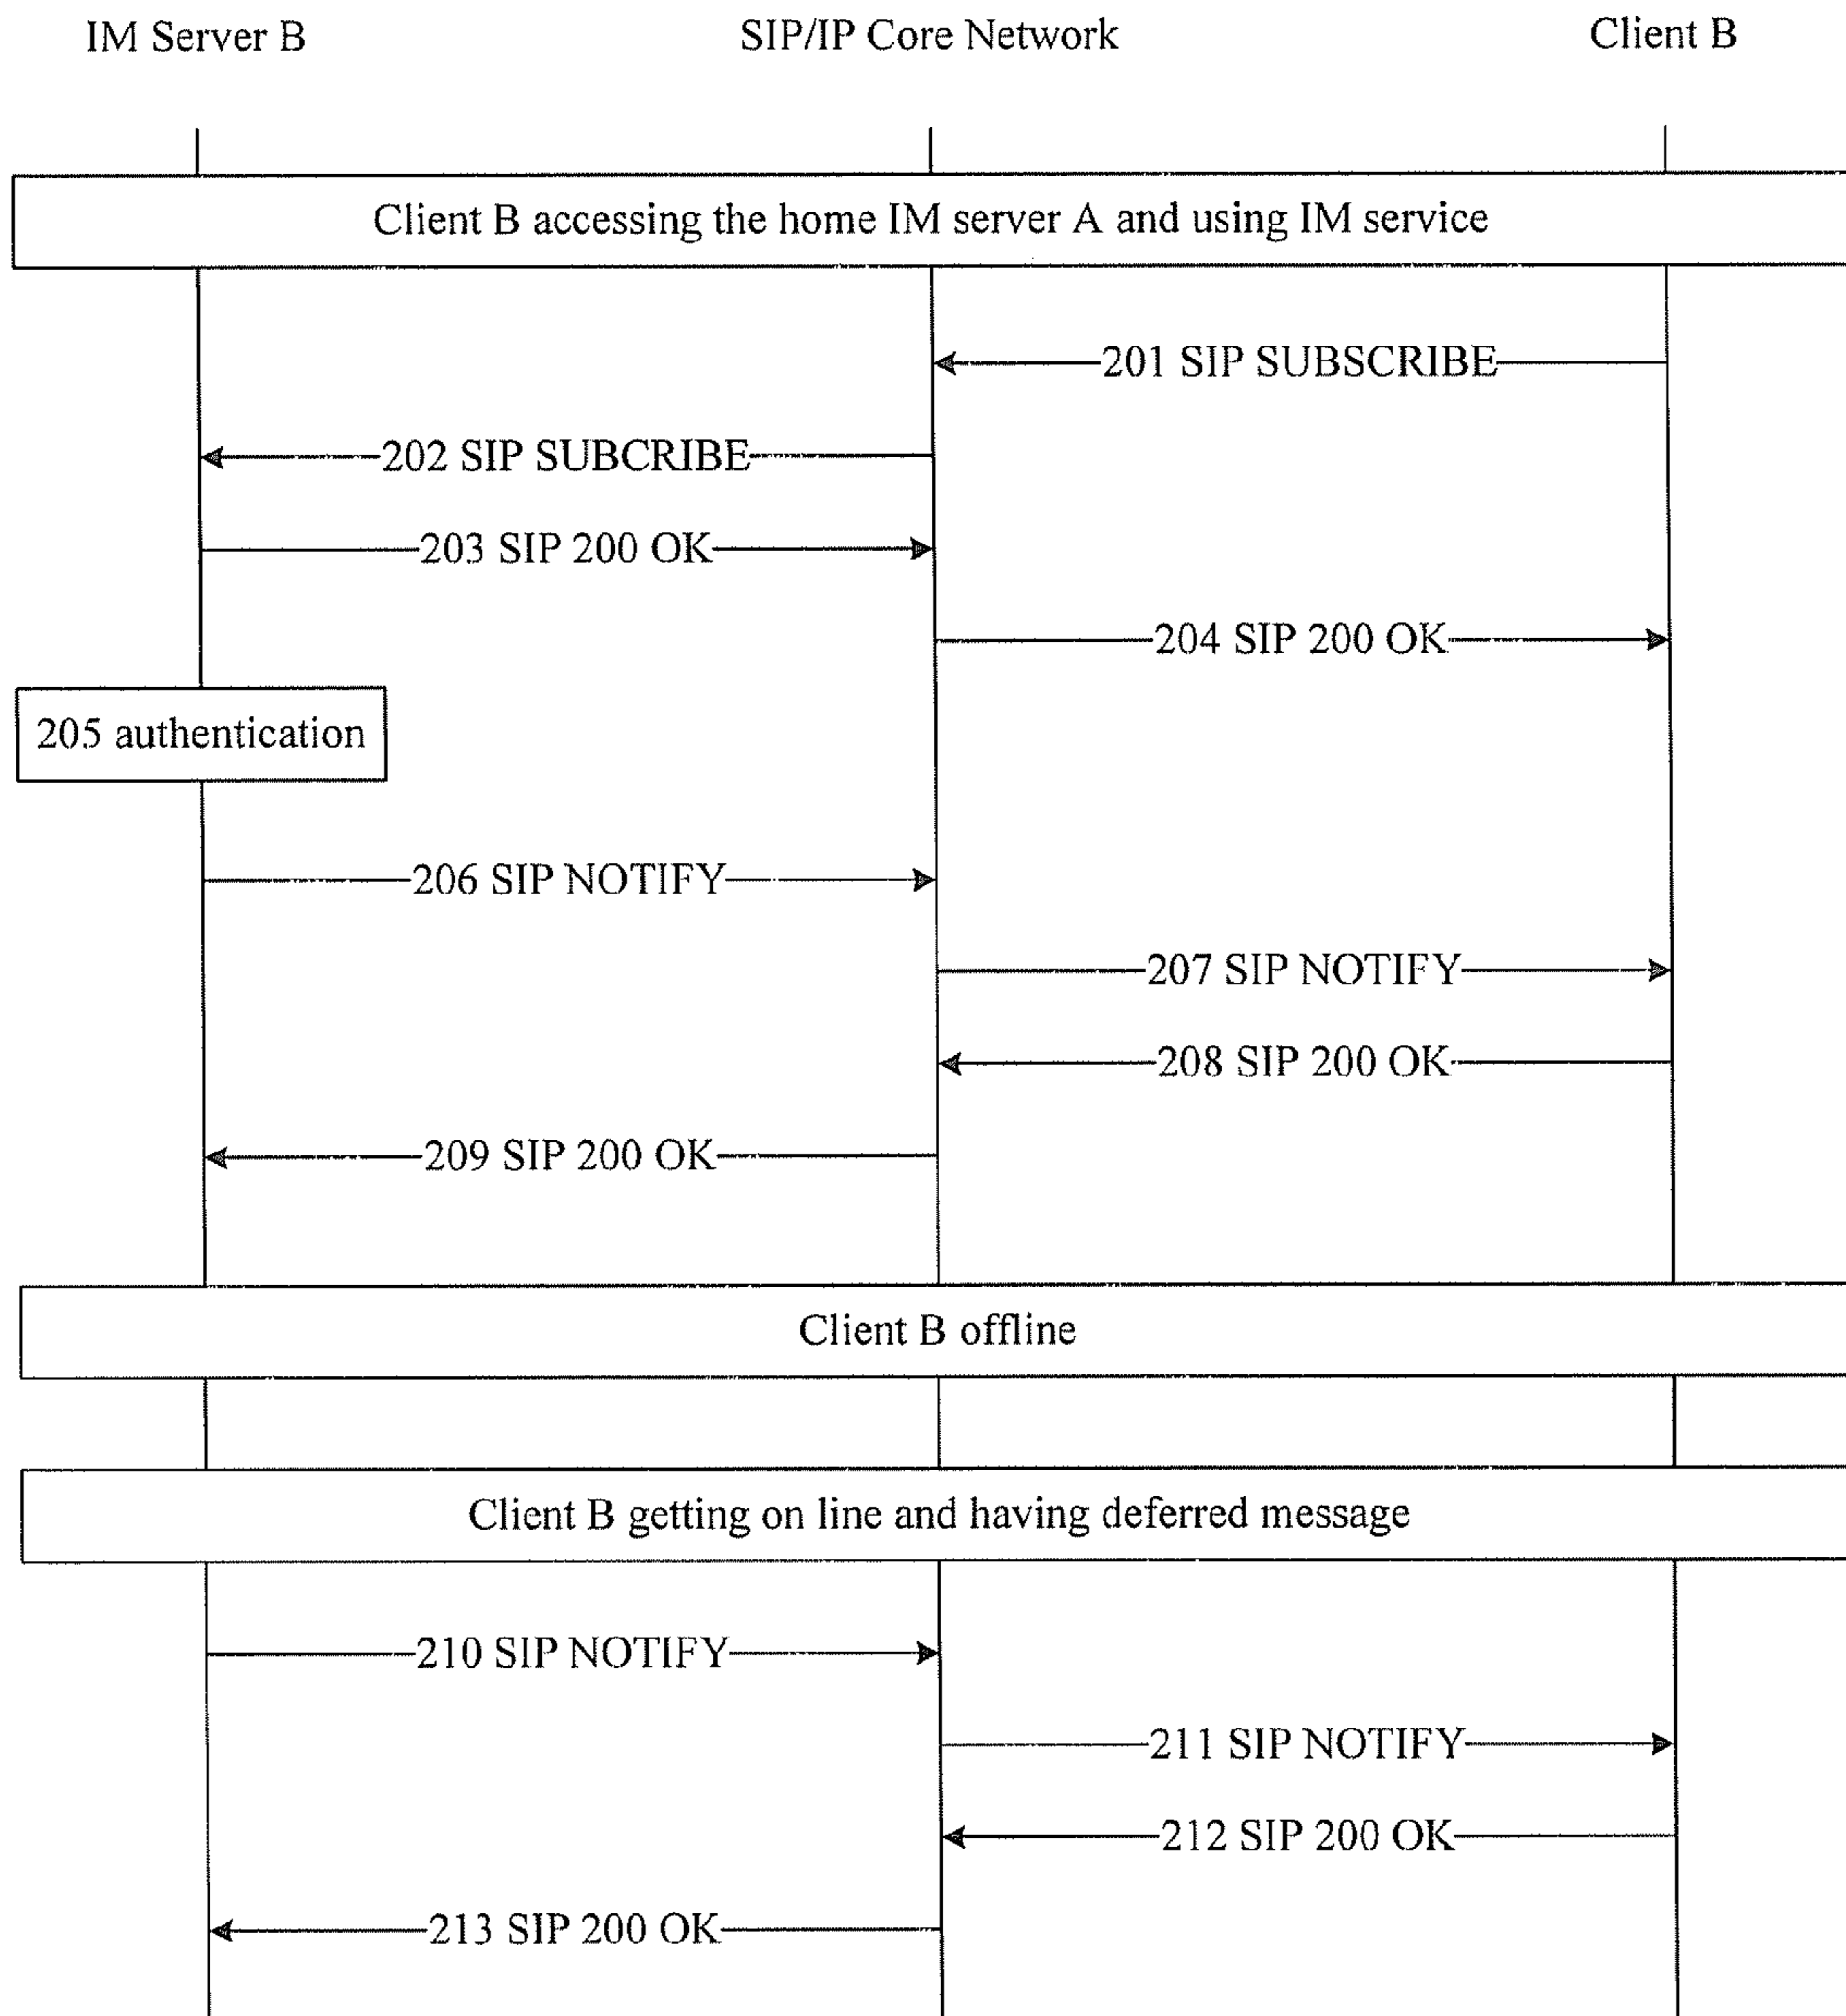 IM Server B
SIP/IP Core Network
Client B
Client B accessing the home IM server A and using IM service
201 SIP SUBSCRIBE
202 SIP SUBCRIBE
203 SIP 200 OK
204 SIP 200 OK
205 authentication
206 SIP NOTIFY
207 SIP NOTIFY
208 SIP 200 OK
209 SIP 200 OK
Client B offline
Client B getting on line and having deferred message
210 SIP NOTIFY
211 SIP NOTIFY
212 SIP 200 OK
213 SIP 200 OK